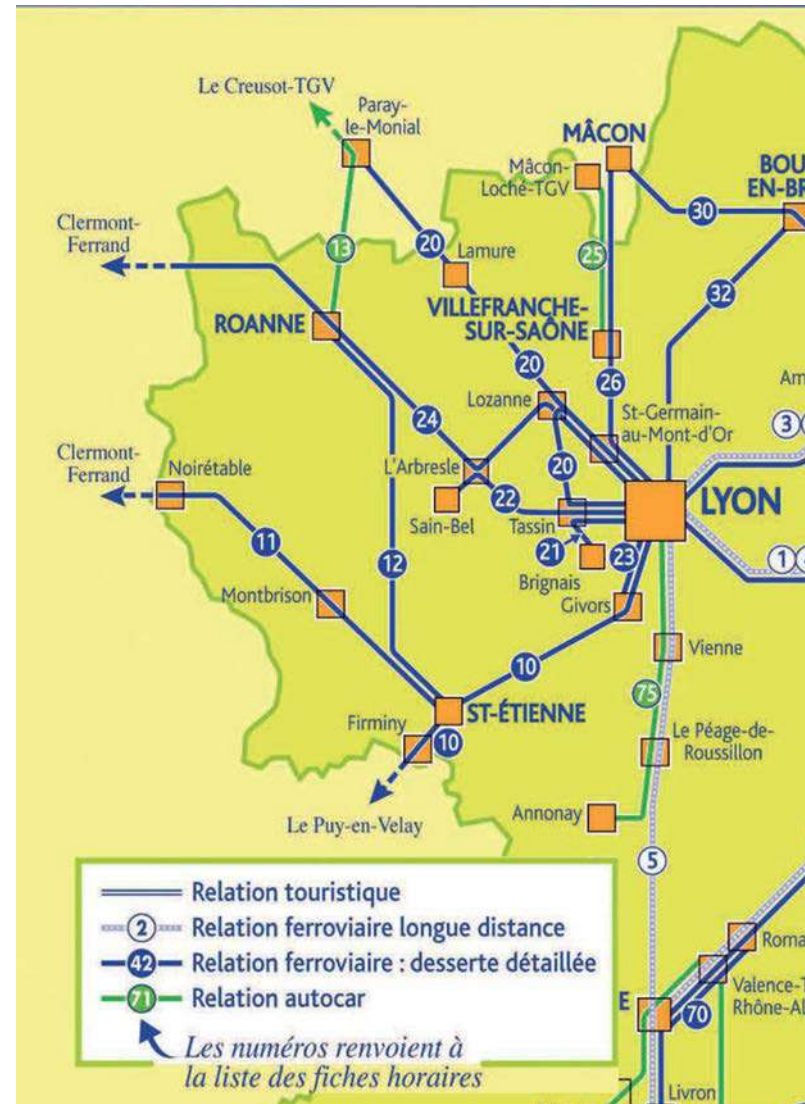 Le Creusot-TGV
Paray-
le-Monial
MÂCON
Mâcon-
Loché-TGV
BOU
EN-BR
30
Clermont-
Ferrand
13
20
Lamure
25
32
ROANNE
VILLEFRANCHE-
SUR-SAÔNE
20
26
Am
Lozanne
St-Germain-
au-Mont-d'Or
3
24
Clermont-
Ferrand
Noirétable
L'Arbresle
20
22
LYON
Sain-Bel
Tassin
11
21
23
1
12
Brignais
Montbrison
Givors
Vienne
10
75
ST-ÉTIENNE
Firminy
10
Le Péage-de-
Roussillon
Le Puy-en-Velay
Annonay
5
Relation touristique
2 Relation ferroviaire longue distance
42 Relation ferroviaire : desserte détaillée
71 Relation autocar
Les numéros renvoient à
la liste des fiches horaires
Roma
Valence-T
Rhône-Al
E
70
Livron